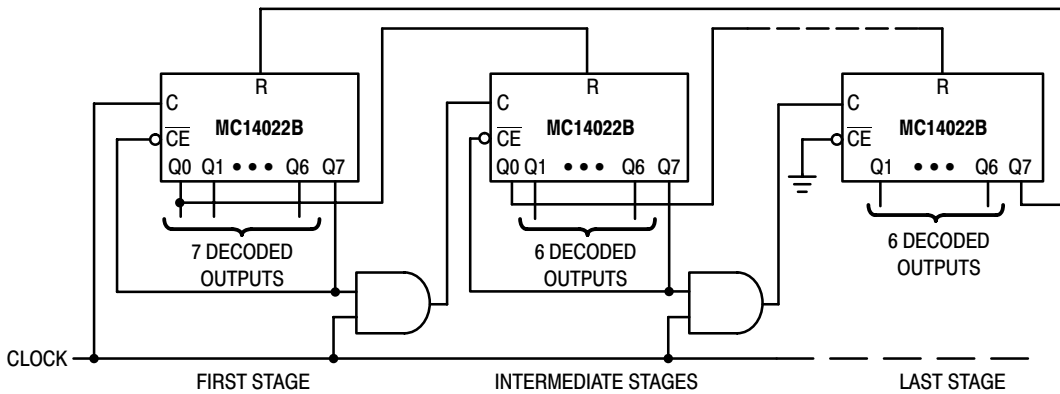 R
C
MC14022B
CE
Q0 Q1 ••• Q6 Q7
7 DECODED
OUTPUTS
R
C
MC14022B
CE
Q0 Q1 ••• Q6 Q7
6 DECODED
OUTPUTS
R
C
MC14022B
CE
Q1 ••• Q6 Q7
6 DECODED
OUTPUTS
CLOCK
FIRST STAGE
INTERMEDIATE STAGES
LAST STAGE